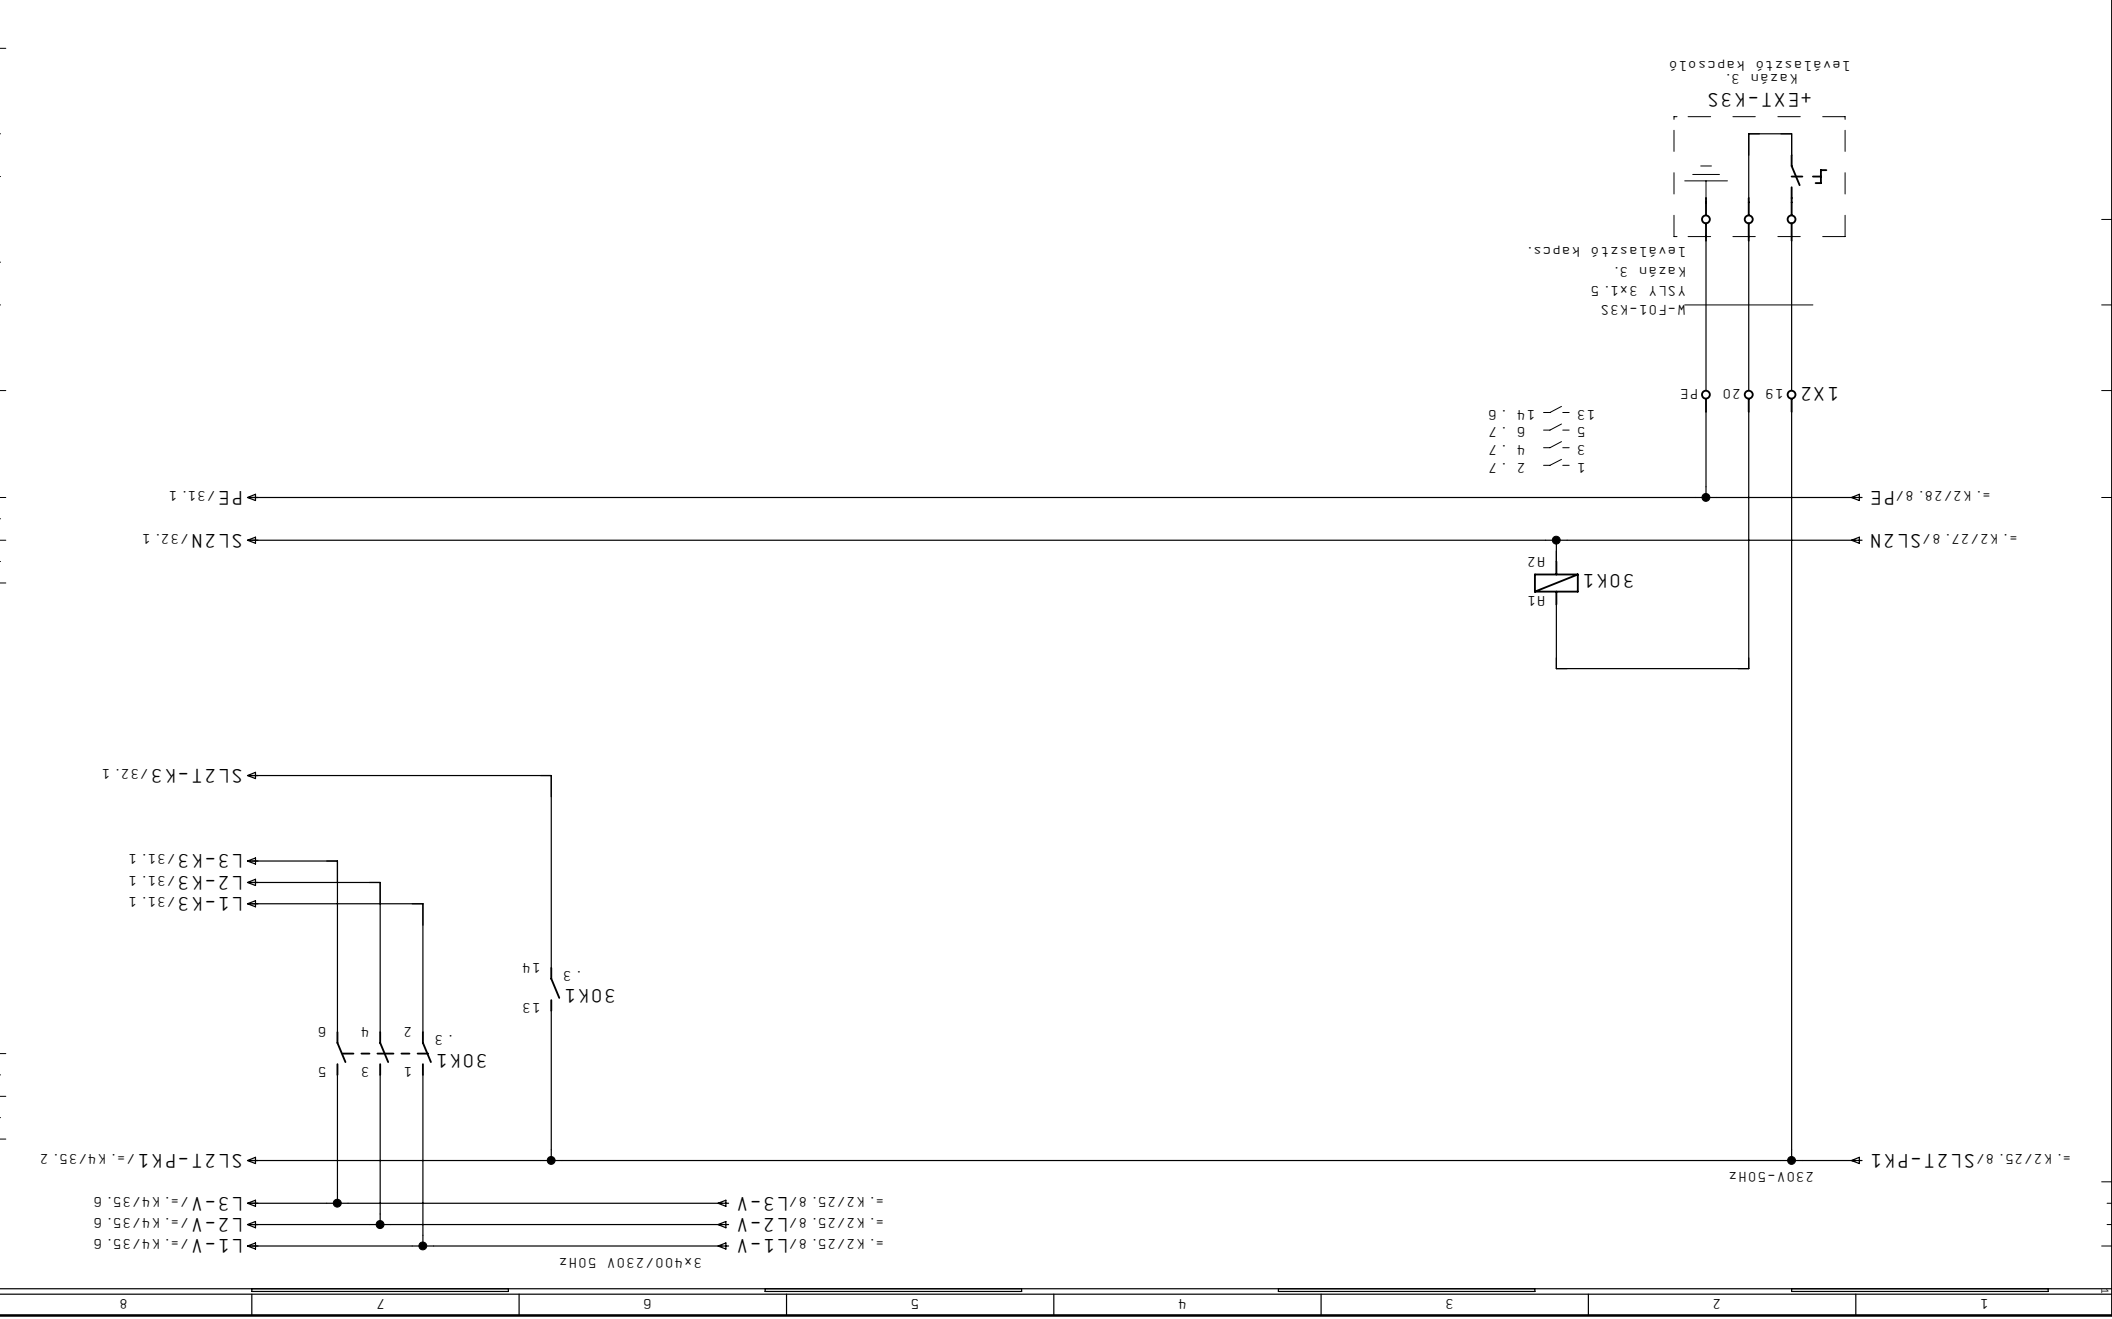 1
2
3
4
5
6
7
8
3x400/230V 50Hz
=.K2/25.8/L1-V
L1-V/=.K4/35.6
=.K2/25.8/L2-V
L2-V/=.K4/35.6
=.K2/25.8/L3-V
L3-V/=.K4/35.6
230V-50Hz
=.K2/25.8/SL2T-PK1
SL2T-PK1/=.K4/35.2
30K1
.3
1
2
3
4
5
6
30K1
.3
13
14
L1-K3/31.1
L2-K3/31.1
L3-K3/31.1
SL2T-K3/32.1
30K1
A1
A2
=.K2/27.8/SL2N
SL2N/32.1
=.K2/28.8/PE
PE/31.1
1 2 .7
3 4 .7
5 6 .7
13 14 .6
1X2
19
20
PE
W-F01-K3S
YSLY 3x1.5
Kazán 3.
leválasztó kapcs.
+EXT-K3S
Kazán 3.
leválasztó kapcsoló